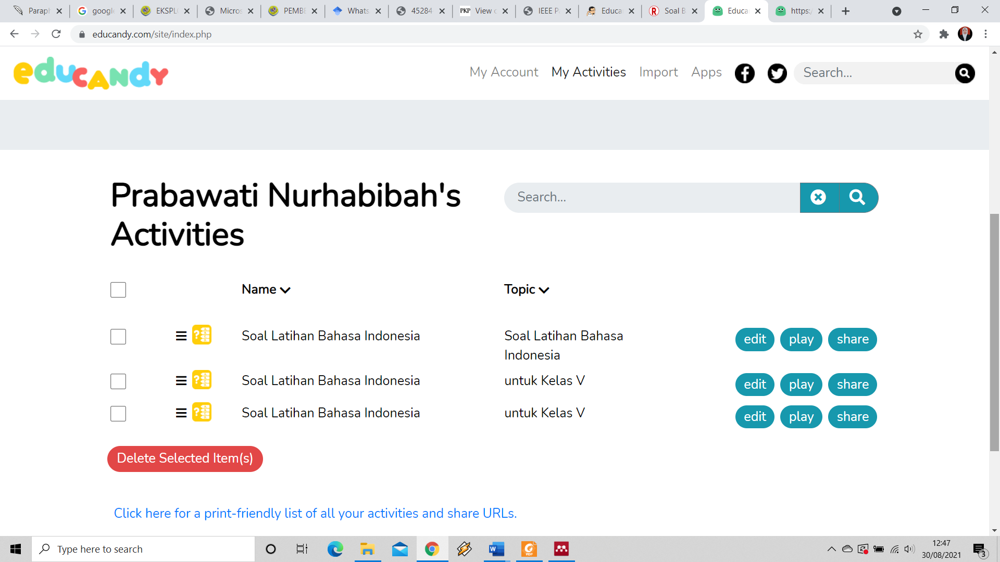 Paraph
google
EKSPL
Micros
PEMBE
Whats
45284
PKP View c
IEEE P
Educa
Soal B
Educa
https:/
educandy.com/site/index.php
educandy
My Account My Activities Import Apps Search...
Prabawati Nurhabibah's
Activities
Search...
Name Topic
Soal Latihan Bahasa Indonesia Soal Latihan Bahasa
Indonesia
edit play share
Soal Latihan Bahasa Indonesia untuk Kelas V edit play share
Soal Latihan Bahasa Indonesia untuk Kelas V edit play share
Delete Selected Item(s)
Click here for a print-friendly list of all your activities and share URLs.
Type here to search
12:47
30/08/2021
3